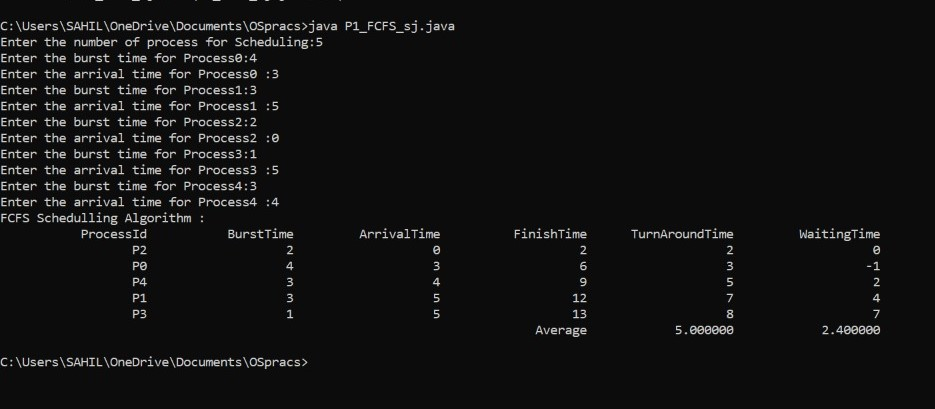 C:\Users\SAHIL\OneDrive\Documents\OSpracs>java P1_FCFS_sj.java
Enter the number of process for Scheduling:5
Enter the burst time for Process0:4
Enter the arrival time for Process0 :3
Enter the burst time for Process1:3
Enter the arrival time for Process1 :5
Enter the burst time for Process2:2
Enter the arrival time for Process2 :0
Enter the burst time for Process3:1
Enter the arrival time for Process3 :5
Enter the burst time for Process4:3
Enter the arrival time for Process4 :4
FCFS Schedulling Algorithm :
ProcessId BurstTime ArrivalTime FinishTime TurnAroundTime WaitingTime
P2 2 0 2 2 0
P0 4 3 6 3 -1
P4 3 4 9 5 2
P1 3 5 12 7 4
P3 1 5 13 8 7
Average 5.000000 2.400000
C:\Users\SAHIL\OneDrive\Documents\OSpracs>